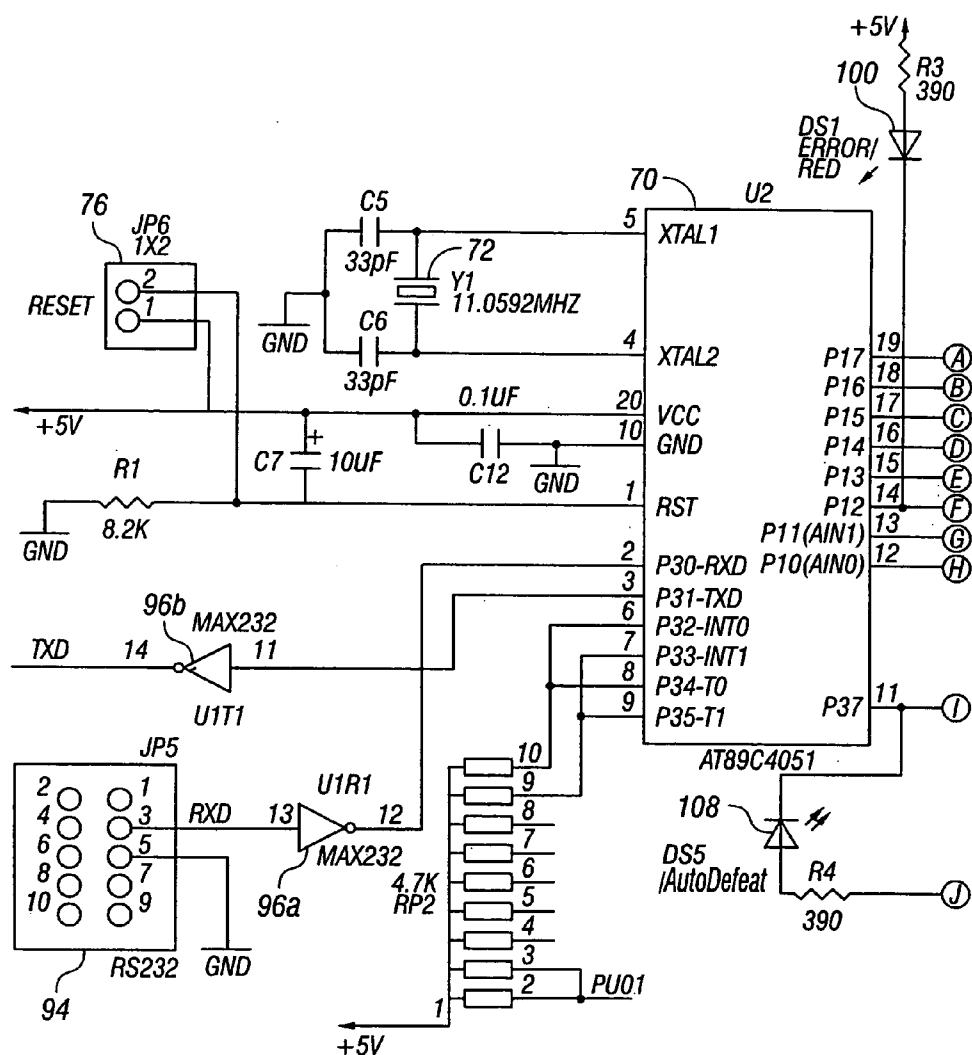 +5V
R3
390
100
DS1
ERROR/
RED
70
U2
76
JP6
1X2
2
1
RESET
C5
33pF
72
Y1
11.0592MHZ
GND
C6
33pF
5
XTAL1
4
XTAL2
P17
19
A
P16
18
B
P15
17
C
P14
16
D
P13
15
E
P12
14
F
P11(AIN1)
13
G
P10(AIN0)
12
H
+5V
0.1UF
20
VCC
10
GND
C7
+
10UF
C12
GND
R1
8.2K
GND
1
RST
2
P30-RXD
3
P31-TXD
6
P32-INT0
7
P33-INT1
8
P34-T0
9
P35-T1
P37
11
I
AT89C4051
96b
MAX232
TXD
14
11
U1T1
JP5
2
1
4
3
6
5
8
7
10
9
RXD
13
U1R1
12
MAX232
96a
GND
RS232
94
10
9
8
7
6
5
4
3
2
1
4.7K
RP2
PU01
+5V
108
DS5
/AutoDefeat
R4
390
J